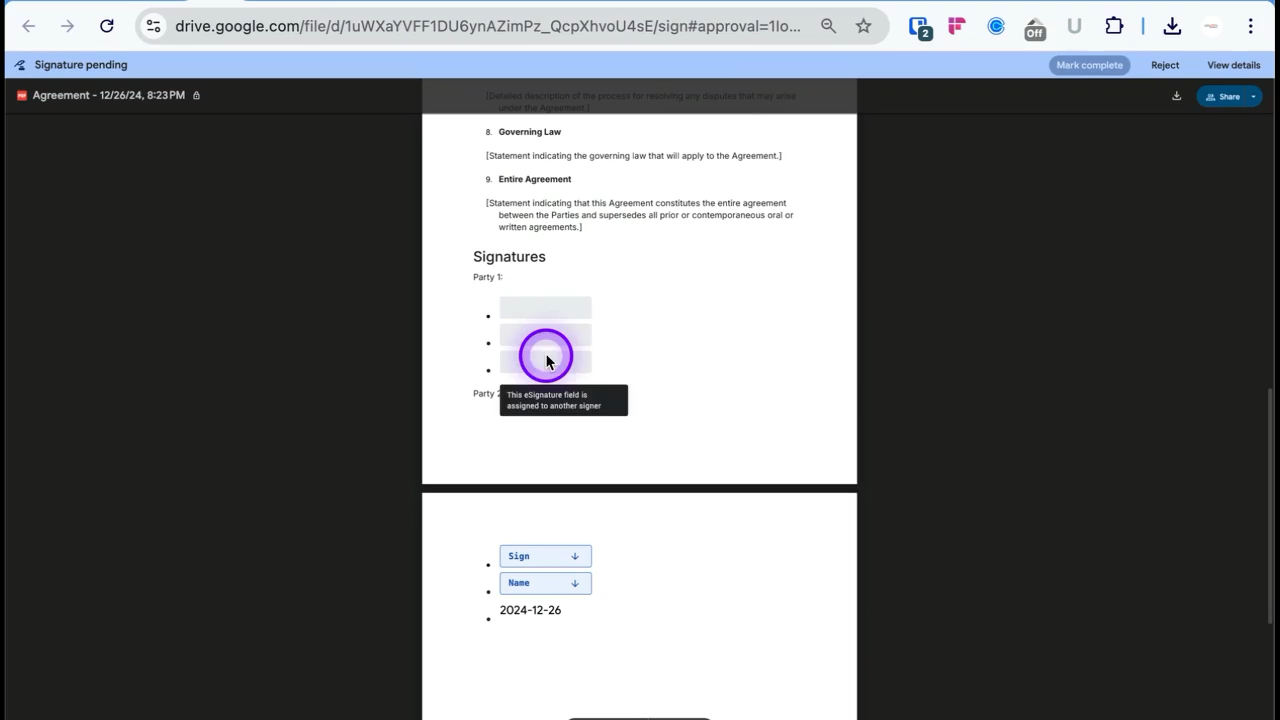 drive.google.com/file/d/1uWXaYVFF1DU6ynAZimPz_QcpXhvoU4sE/sign#approval=1lo...
2
Off
U
Signature pending
Mark complete
Reject
View details
Agreement - 12/26/24, 8:23 PM
Share
[Detailed description of the process for resolving any disputes that may arise
under the Agreement.]
8. Governing Law
[Statement indicating the governing law that will apply to the Agreement.]
9. Entire Agreement
[Statement indicating that this Agreement constitutes the entire agreement
between the Parties and supersedes all prior or contemporaneous oral or
written agreements.]
Signatures
Party 1:
Party 2
This eSignature field is
assigned to another signer
Sign
Name
2024-12-26